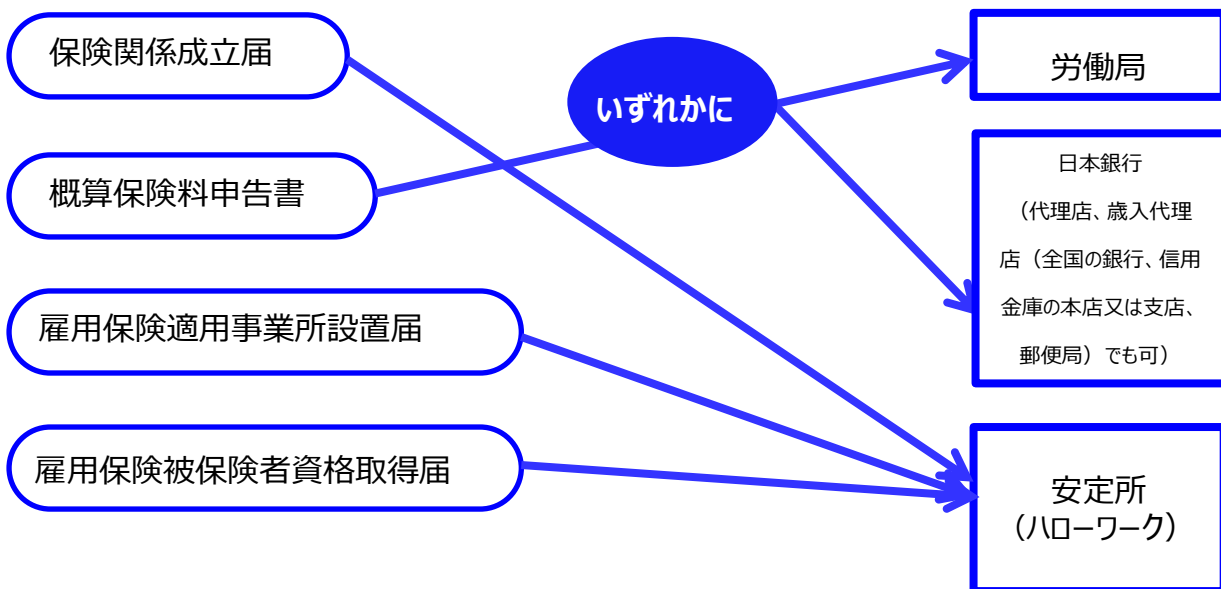 保険関係成立届
概算保険料申告書
雇用保険適用事業所設置届
雇用保険被保険者資格取得届
いずれかに
労働局
日本銀行
（代理店、歳入代理
店（全国の銀行、信用
金庫の本店又は支店、
郵便局）でも可）
安定所
（ハローワーク）